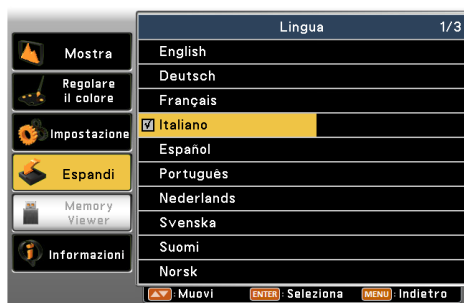 Lingua 1/3
Mostra
Regolare
il colore
Impostazione
Espandi
Memory
Viewer
Informazioni
English
Deutsch
Français
Italiano
Español
Português
Nederlands
Svenska
Suomi
Norsk
Muovi ENTER : Seleziona MENU : Indietro